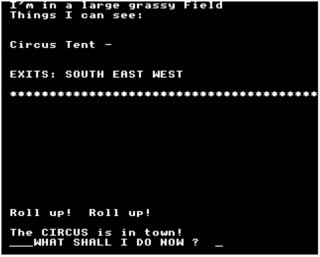 I'm in a large grassy Field
Things I can see:
Circus Tent -
EXITS: SOUTH EAST WEST
***************************************
Roll up!  Roll up!
The CIRCUS is in town!
___WHAT SHALL I DO NOW ?  _